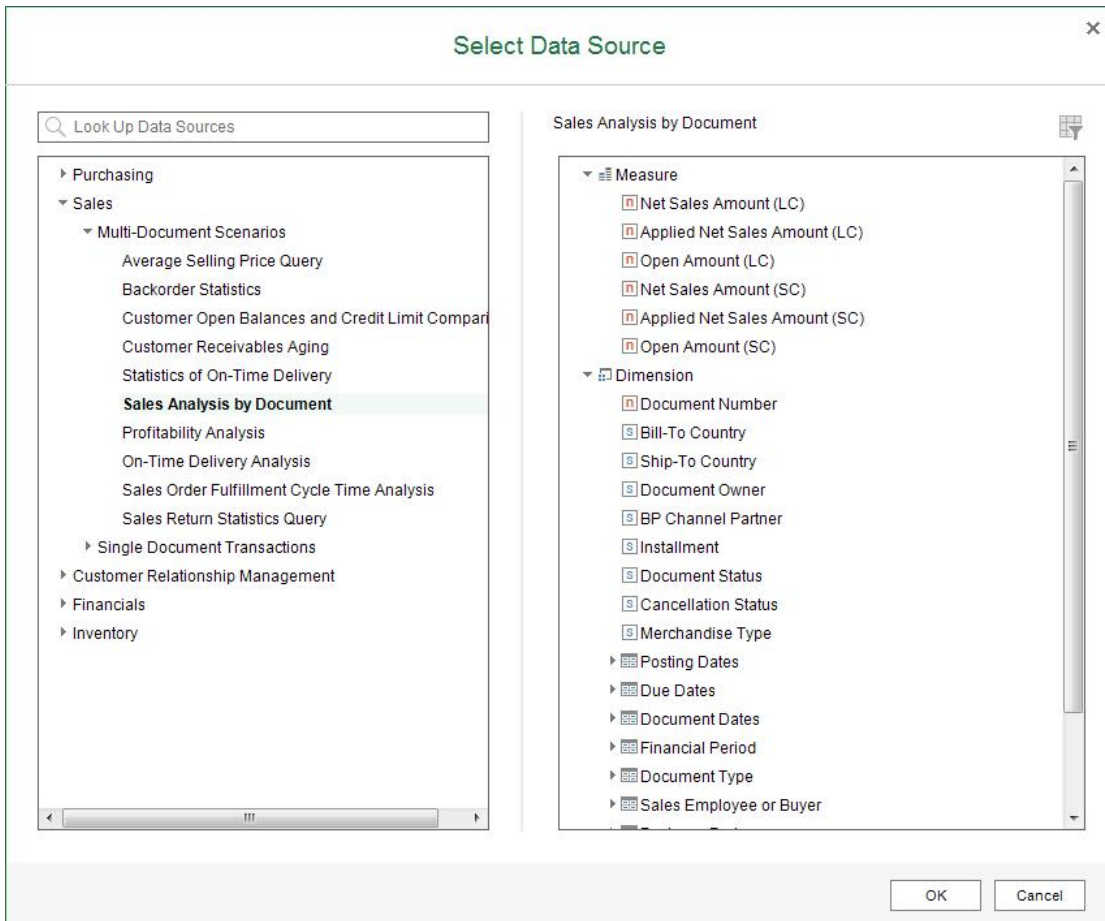 Select Data Source
Look Up Data Sources
Purchasing
Sales
Multi-Document Scenarios
Average Selling Price Query
Backorder Statistics
Customer Open Balances and Credit Limit Compari
Customer Receivables Aging
Statistics of On-Time Delivery
Sales Analysis by Document
Profitability Analysis
On-Time Delivery Analysis
Sales Order Fulfillment Cycle Time Analysis
Sales Return Statistics Query
Single Document Transactions
Customer Relationship Management
Financials
Inventory
Sales Analysis by Document
Measure
n Net Sales Amount (LC)
n Applied Net Sales Amount (LC)
n Open Amount (LC)
n Net Sales Amount (SC)
n Applied Net Sales Amount (SC)
n Open Amount (SC)
Dimension
n Document Number
S Bill-To Country
S Ship-To Country
S Document Owner
S BP Channel Partner
S Installment
S Document Status
S Cancellation Status
S Merchandise Type
Posting Dates
Due Dates
Document Dates
Financial Period
Document Type
Sales Employee or Buyer
OK
Cancel